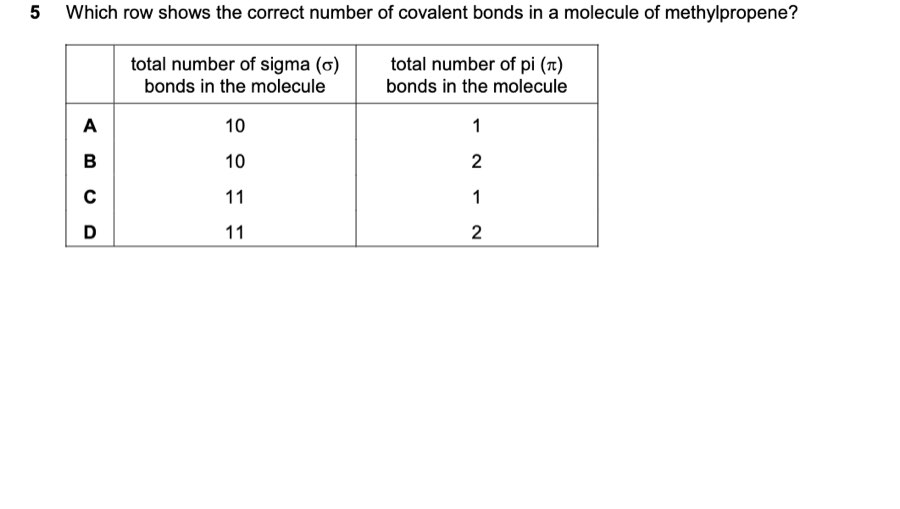 5 Which row shows the correct number of covalent bonds in a molecule of methylpropene?
total number of sigma (σ) total number of pi (π)
bonds in the molecule bonds in the molecule
A 10 1
B 10 2
C 11 1
D 11 2